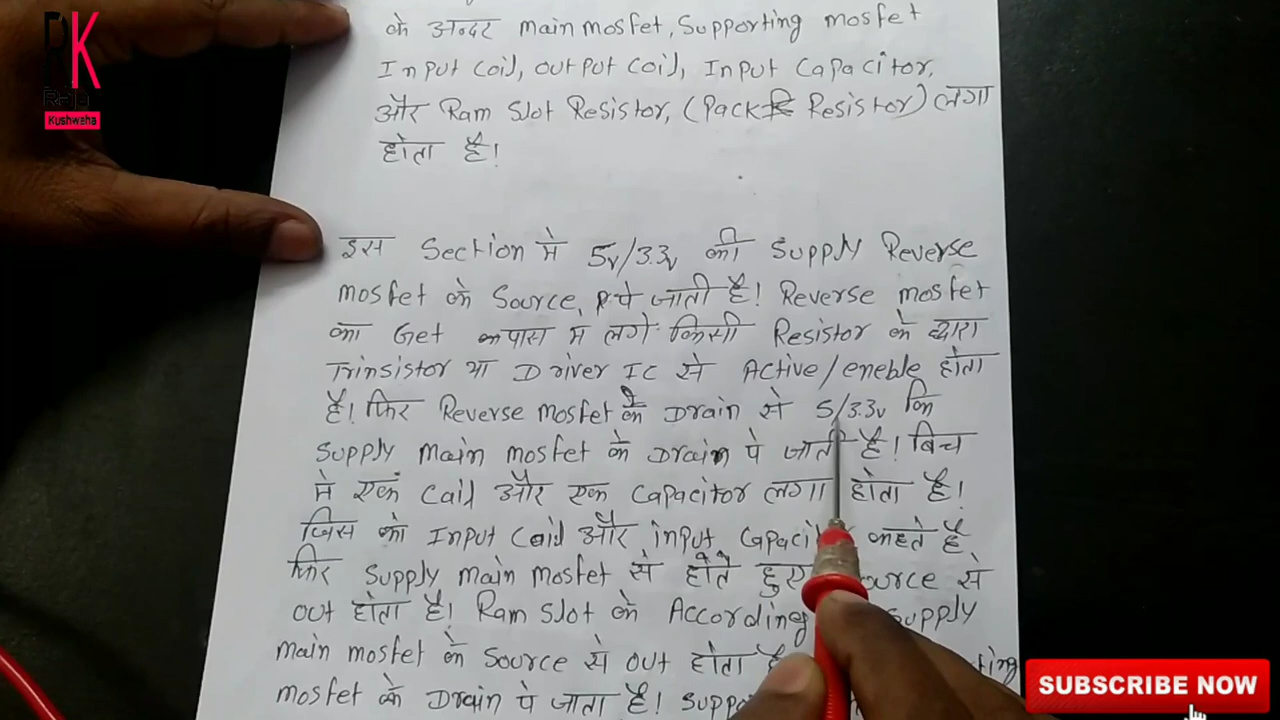 के अन्दर main mosfet, Supporting mosfet
Input coil, output coil, Input capacitor,
और Ram Slot Resistor, (Pack Resistor) लगा
होता है।
इस Section मे 5v/3.3v की Supply Reverse
mosfet के Source, पे जाती है। Reverse mosfet
का Get के पास मे लगे किसी Resistor के द्वारा
Trinsistor या Driver IC से Active/eneble होता
है। फिर Reverse mosfet के Drain से 5/3.3v कि
Supply main mosfet के Drain पे जाती है। बिच
मे एक Coil और एक Capacitor लगा होता है।
जिस को Input Coil और input Capacitor कहते है
फिर Supply main mosfet से होते हुए Source से
out होता है। Ram Slot के According Supply
main mosfet के Source से out होता है
mosfet के Drain पे जाता है।
PK
Raja
Kushwaha
SUBSCRIBE NOW